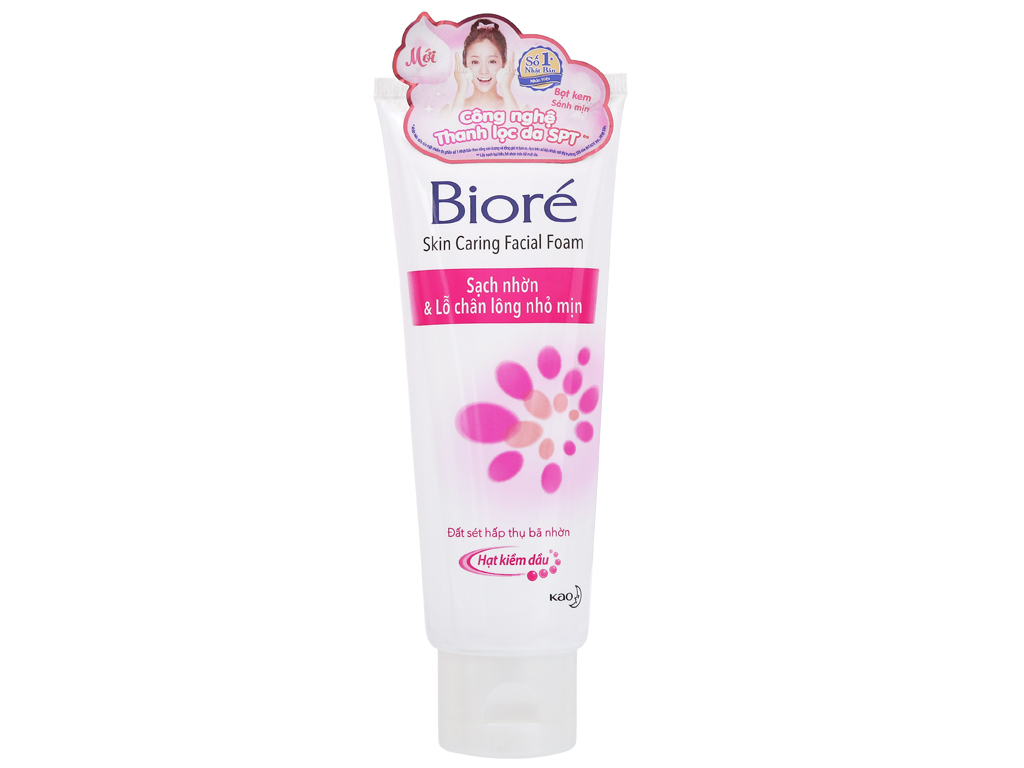 Mới
Số 1*
Nhật Bản
Bọt kem
Sánh mịn
Công nghệ
Thanh lọc da SPT**
Bioré
Skin Caring Facial Foam
Sạch nhờn
& Lỗ chân lông nhỏ mịn
Đất sét hấp thụ bã nhờn
Hạt kiềm dầu®
Kao